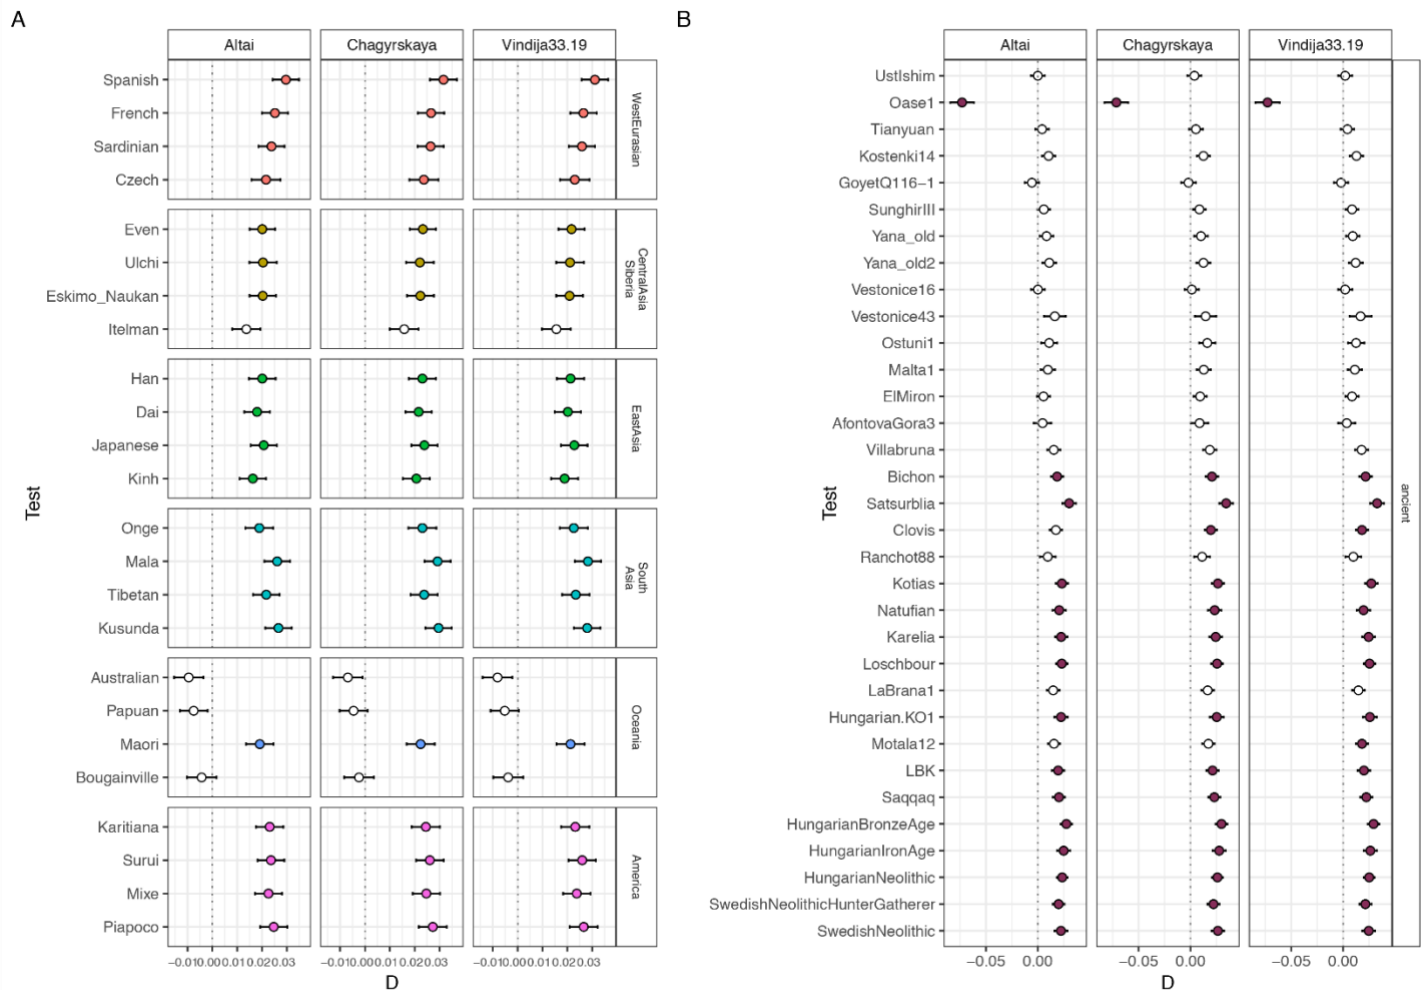 A
Altai
Chagyrskaya
Vindija33.19
Spanish
French
Sardinian
Czech
WestEurasian
Even
Ulchi
Eskimo_Naukan
Itelman
CentralAsia
Siberia
Han
Dai
Japanese
Kinh
EastAsia
Onge
Mala
Tibetan
Kusunda
South
Asia
Australian
Papuan
Maori
Bougainville
Oceania
Karitiana
Surui
Mixe
Piapoco
America
Test
−0.010.000.010.020.03
−0.010.000.010.020.03
−0.010.000.010.020.03
D
B
Altai
Chagyrskaya
Vindija33.19
UstIshim
Oase1
Tianyuan
Kostenki14
GoyetQ116−1
SunghirIII
Yana_old
Yana_old2
Vestonice16
Vestonice43
Ostuni1
Malta1
ElMiron
AfontovaGora3
Villabruna
Bichon
Satsurblia
Clovis
Ranchot88
Kotias
Natufian
Karelia
Loschbour
LaBrana1
Hungarian.KO1
Motala12
LBK
Saqqaq
HungarianBronzeAge
HungarianIronAge
HungarianNeolithic
SwedishNeolithicHunterGatherer
SwedishNeolithic
ancient
Test
−0.05 0.00
−0.05 0.00
−0.05 0.00
D